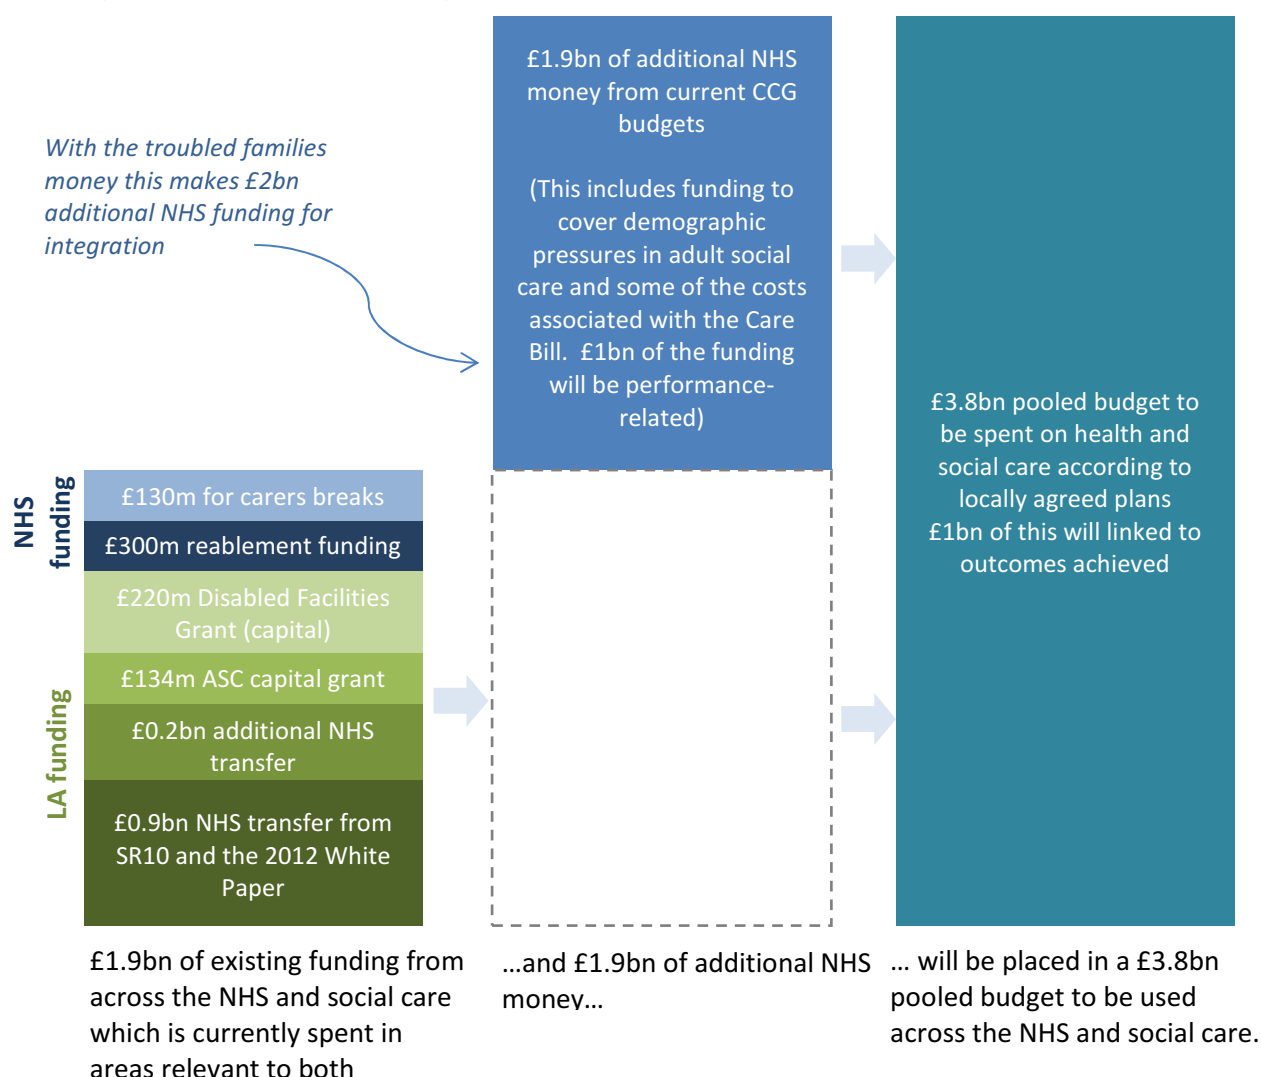 With the troubled families
money this makes £2bn
additional NHS funding for
integration
£1.9bn of additional NHS
money from current CCG
budgets
(This includes funding to
cover demographic
pressures in adult social
care and some of the costs
associated with the Care
Bill.  £1bn of the funding
will be performance-
related)
£3.8bn pooled budget to
be spent on health and
social care according to
locally agreed plans
£1bn of this will linked to
outcomes achieved
NHS
funding
£130m for carers breaks
£300m reablement funding
LA funding
£220m Disabled Facilities
Grant (capital)
£134m ASC capital grant
£0.2bn additional NHS
transfer
£0.9bn NHS transfer from
SR10 and the 2012 White
Paper
£1.9bn of existing funding from
across the NHS and social care
which is currently spent in
areas relevant to both
…and £1.9bn of additional NHS
money…
… will be placed in a £3.8bn
pooled budget to be used
across the NHS and social care.